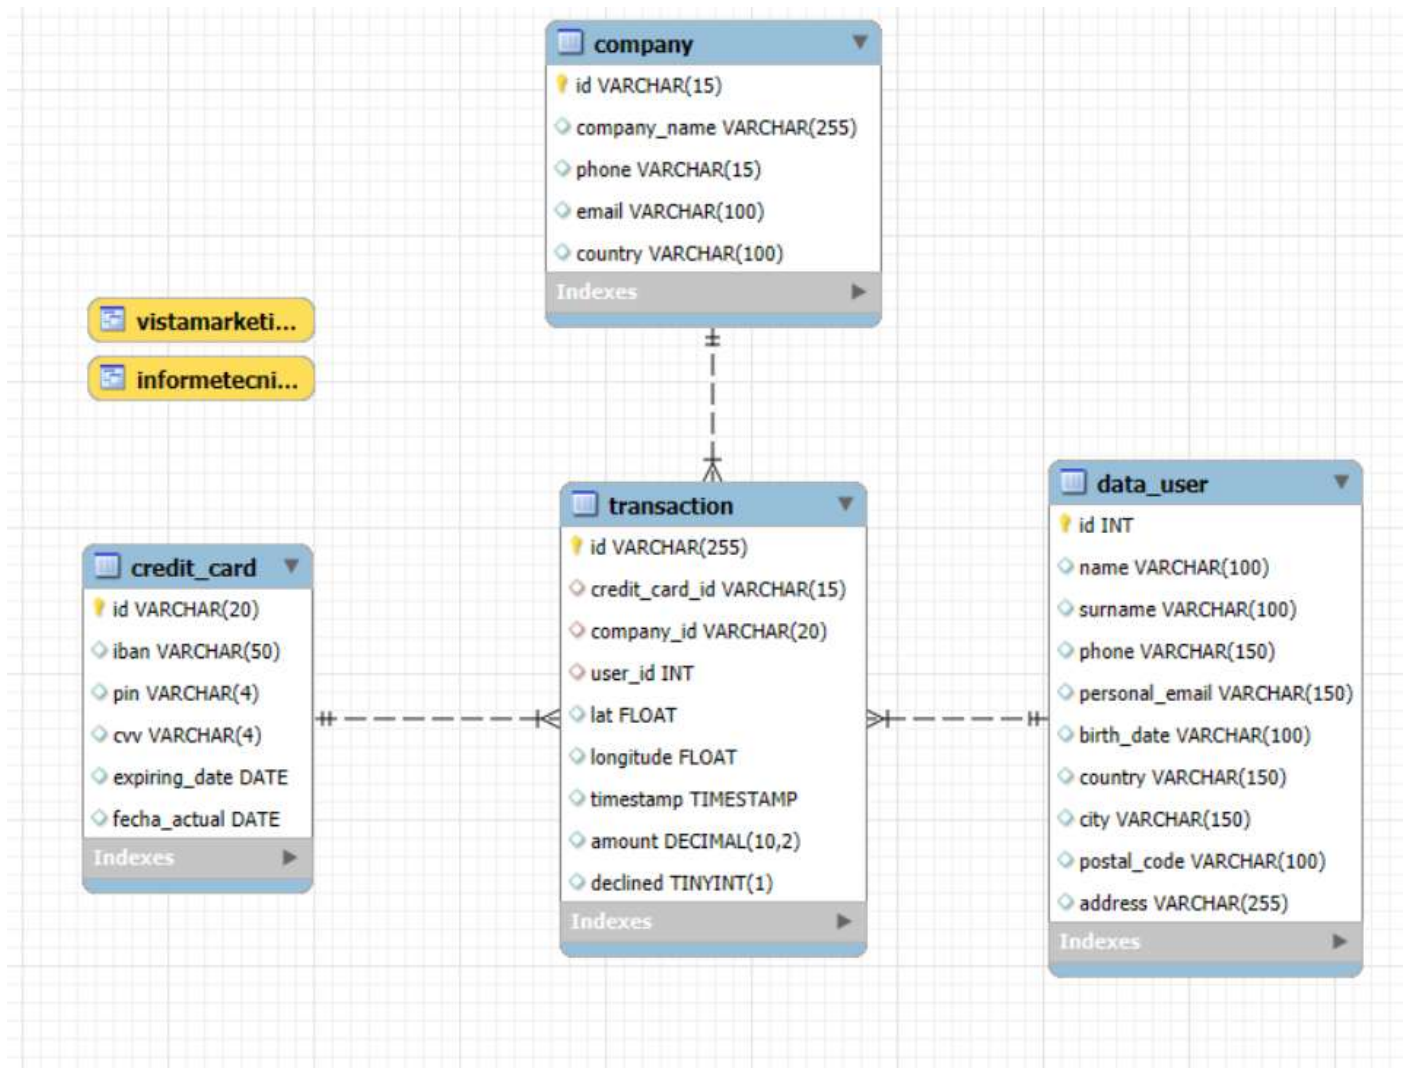 company
id VARCHAR(15)
company_name VARCHAR(255)
phone VARCHAR(15)
email VARCHAR(100)
country VARCHAR(100)
Indexes
vistamarketi...
informetecni...
credit_card
id VARCHAR(20)
iban VARCHAR(50)
pin VARCHAR(4)
cvv VARCHAR(4)
expiring_date DATE
fecha_actual DATE
Indexes
transaction
id VARCHAR(255)
credit_card_id VARCHAR(15)
company_id VARCHAR(20)
user_id INT
lat FLOAT
longitude FLOAT
timestamp TIMESTAMP
amount DECIMAL(10,2)
declined TINYINT(1)
Indexes
data_user
id INT
name VARCHAR(100)
surname VARCHAR(100)
phone VARCHAR(150)
personal_email VARCHAR(150)
birth_date VARCHAR(100)
country VARCHAR(150)
city VARCHAR(150)
postal_code VARCHAR(100)
address VARCHAR(255)
Indexes